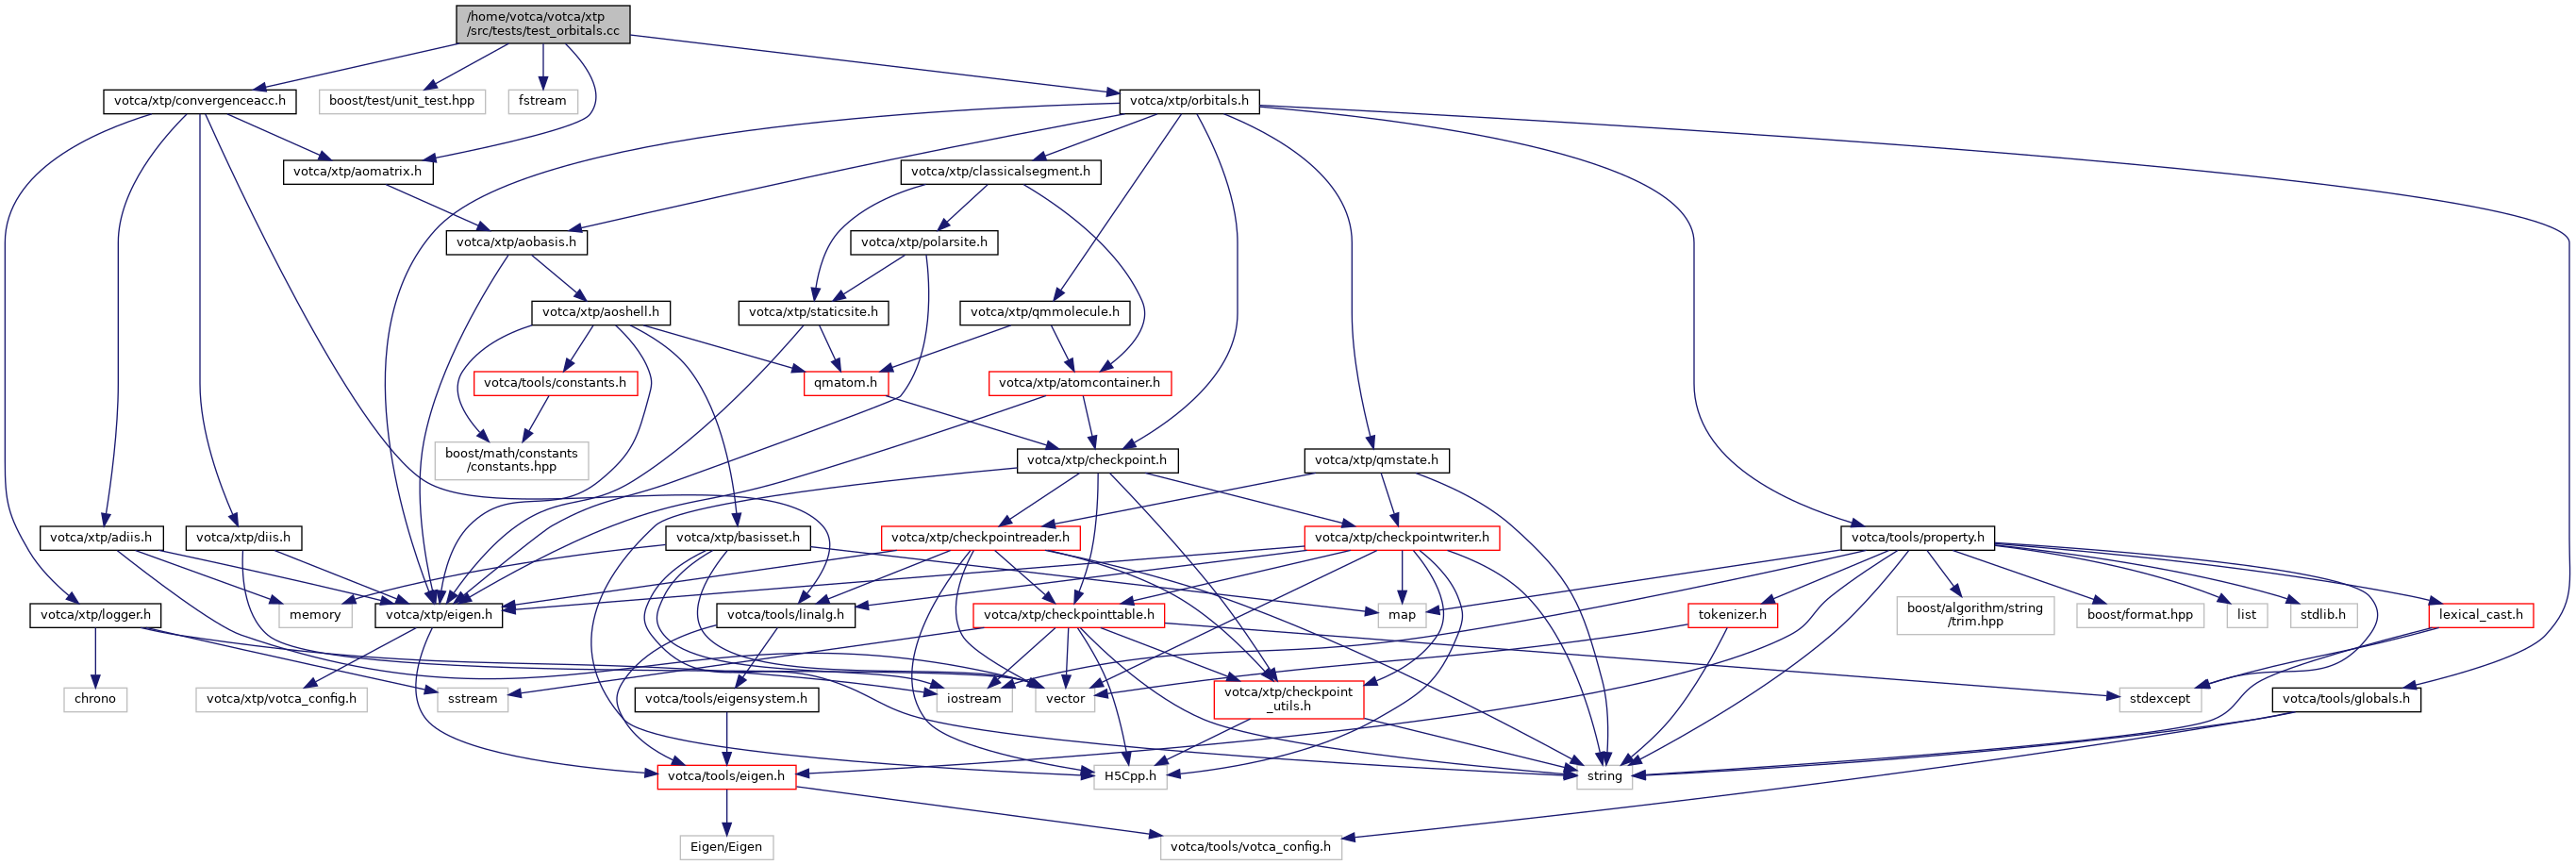 /home/votca/votca/xtp
/src/tests/test_orbitals.cc
votca/xtp/convergenceacc.h
boost/test/unit_test.hpp
fstream
votca/xtp/orbitals.h
votca/xtp/aomatrix.h
votca/xtp/classicalsegment.h
votca/xtp/aobasis.h
votca/xtp/polarsite.h
votca/xtp/aoshell.h
votca/xtp/staticsite.h
votca/xtp/qmmolecule.h
votca/tools/constants.h
qmatom.h
votca/xtp/atomcontainer.h
boost/math/constants
/constants.hpp
votca/xtp/checkpoint.h
votca/xtp/qmstate.h
votca/xtp/adiis.h
votca/xtp/diis.h
votca/xtp/basisset.h
votca/xtp/checkpointreader.h
votca/xtp/checkpointwriter.h
votca/tools/property.h
votca/xtp/logger.h
memory
votca/xtp/eigen.h
votca/tools/linalg.h
votca/xtp/checkpointtable.h
map
tokenizer.h
boost/algorithm/string
/trim.hpp
boost/format.hpp
list
stdlib.h
lexical_cast.h
chrono
votca/xtp/votca_config.h
sstream
votca/tools/eigensystem.h
iostream
vector
votca/xtp/checkpoint
_utils.h
stdexcept
votca/tools/globals.h
votca/tools/eigen.h
H5Cpp.h
string
Eigen/Eigen
votca/tools/votca_config.h